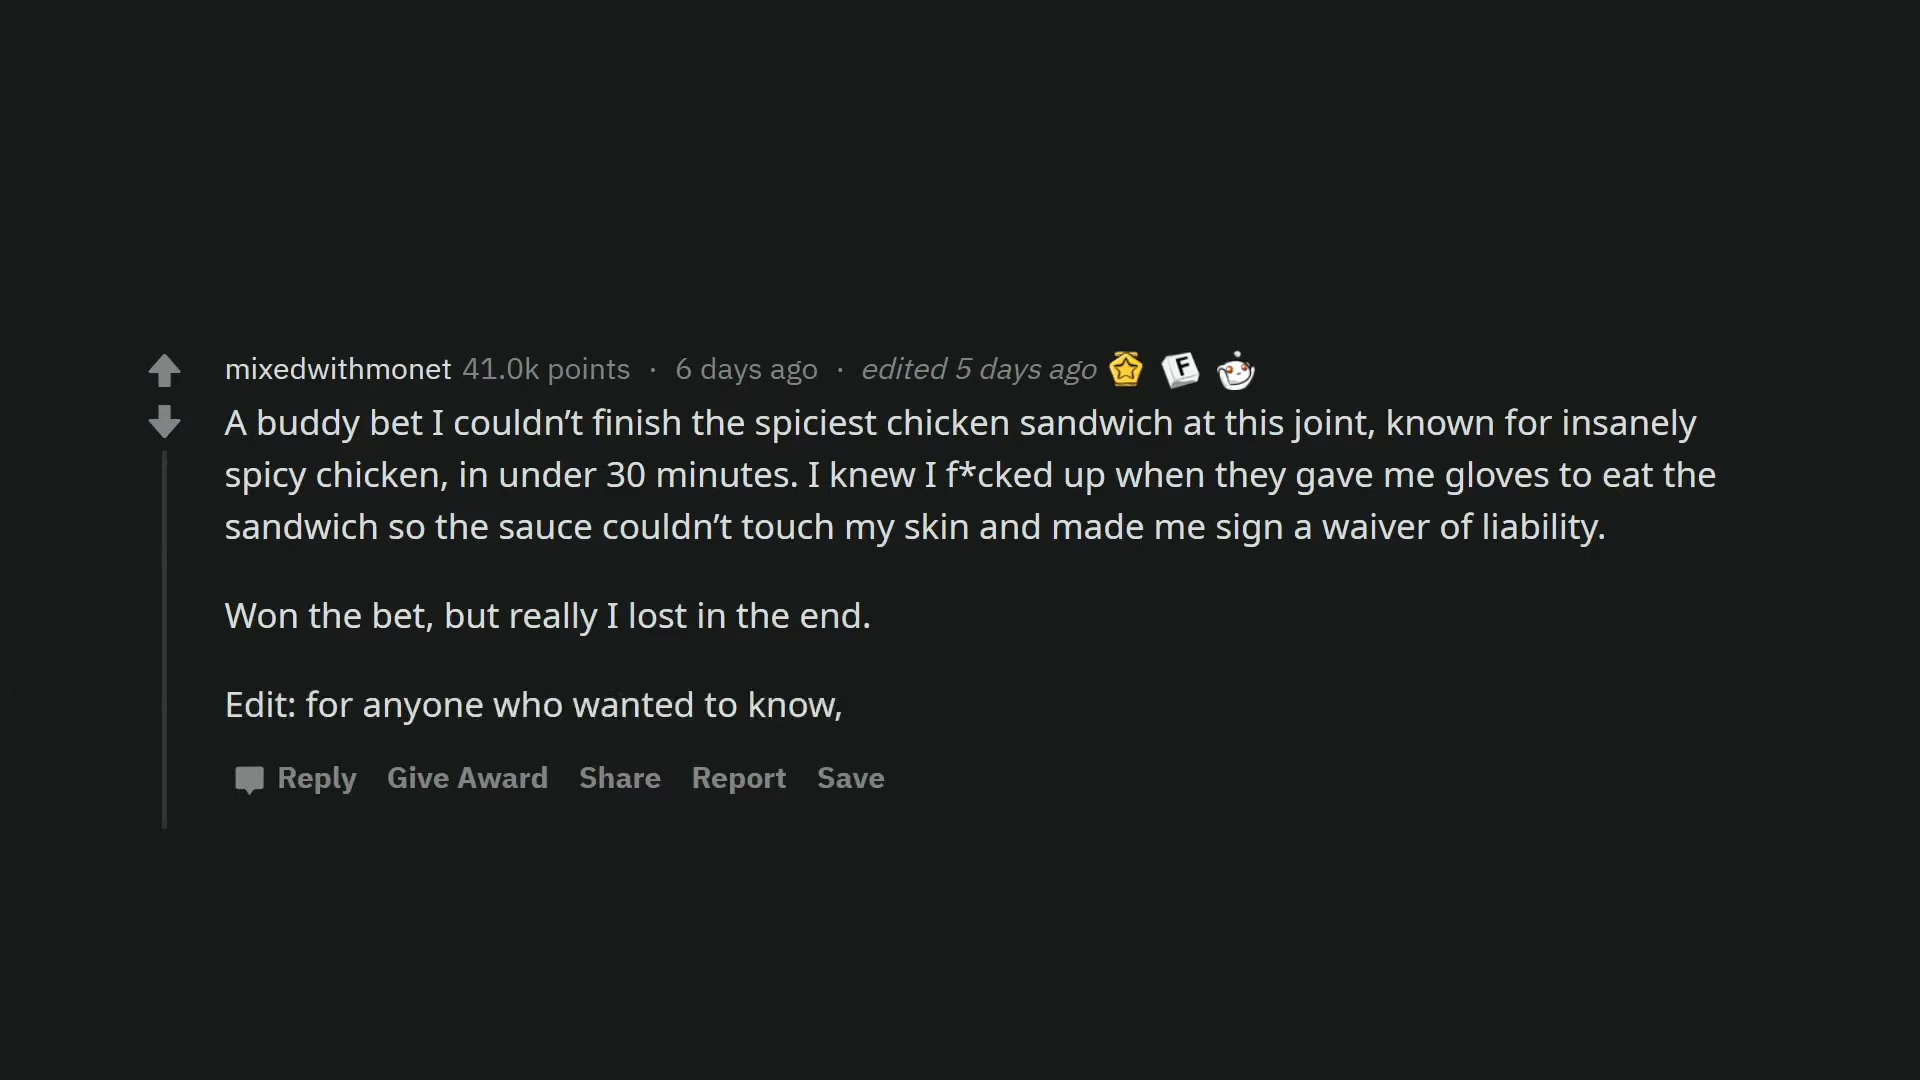 mixedwithmonet 41.0k points · 6 days ago · edited 5 days ago
A buddy bet I couldn’t finish the spiciest chicken sandwich at this joint, known for insanely
spicy chicken, in under 30 minutes. I knew I f*cked up when they gave me gloves to eat the
sandwich so the sauce couldn’t touch my skin and made me sign a waiver of liability.
Won the bet, but really I lost in the end.
Edit: for anyone who wanted to know,
Reply Give Award Share Report Save